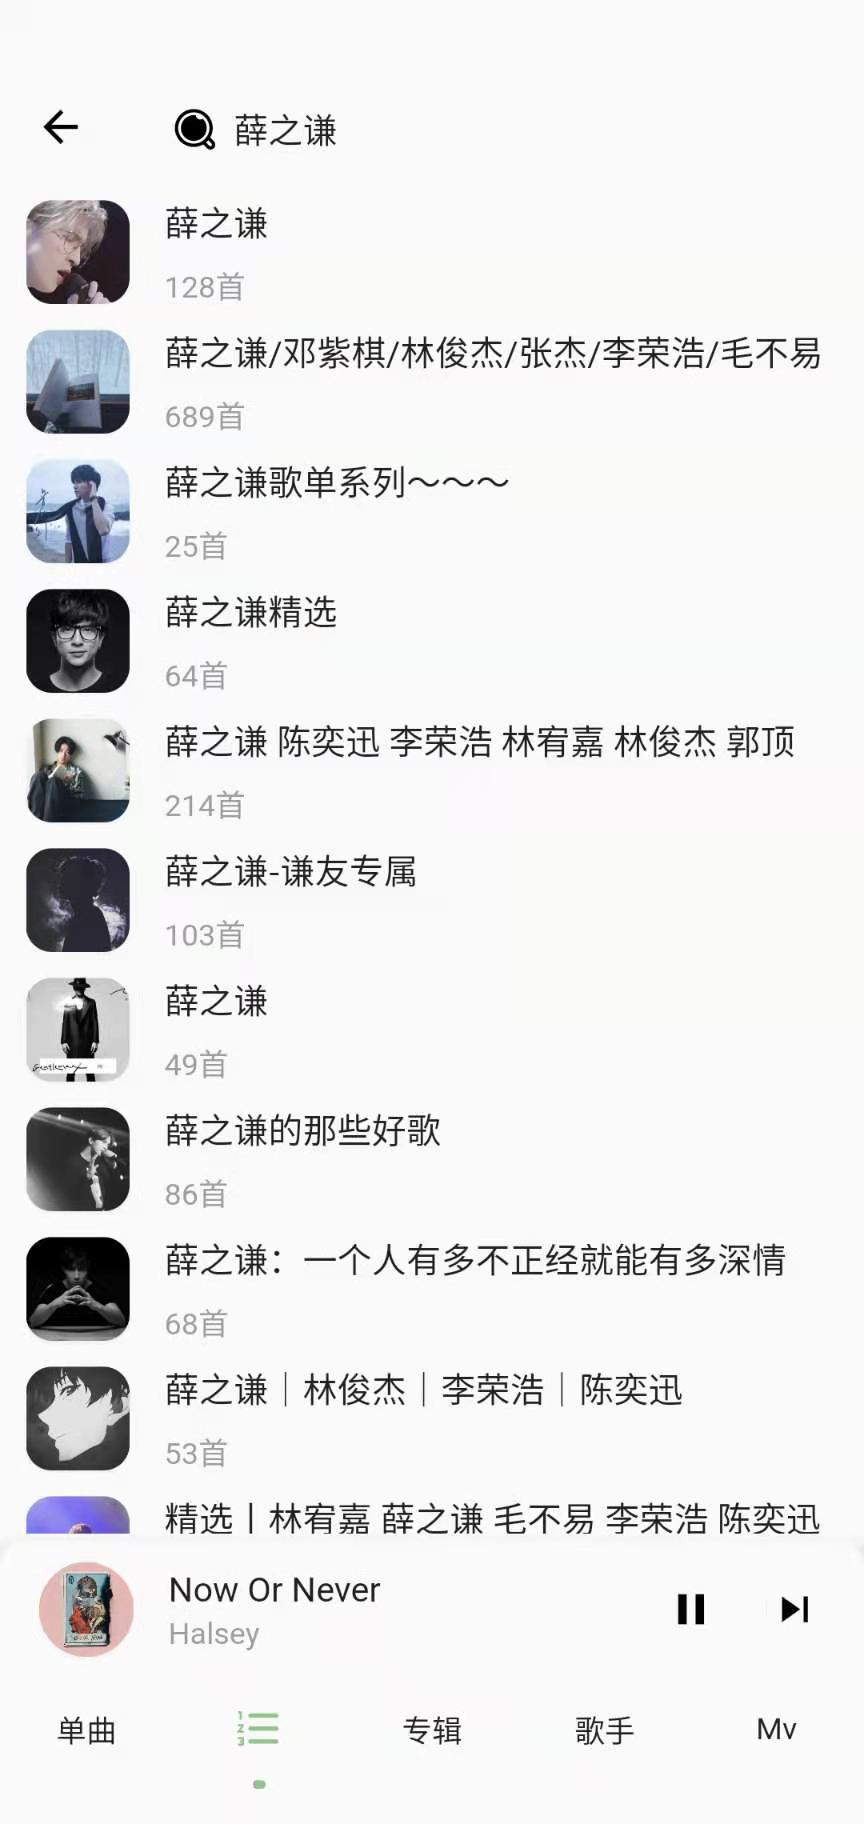 薛之谦
薛之谦
128首
薛之谦/邓紫棋/林俊杰/张杰/李荣浩/毛不易
689首
薛之谦歌单系列～～～
25首
薛之谦精选
64首
薛之谦 陈奕迅 李荣浩 林宥嘉 林俊杰 郭顶
214首
薛之谦-谦友专属
103首
薛之谦
49首
薛之谦的那些好歌
86首
薛之谦：一个人有多不正经就能有多深情
68首
薛之谦｜林俊杰｜李荣浩｜陈奕迅
53首
精选丨林宥嘉 薛之谦 毛不易 李荣浩 陈奕迅
Now Or Never
Halsey
单曲
专辑
歌手
Mv